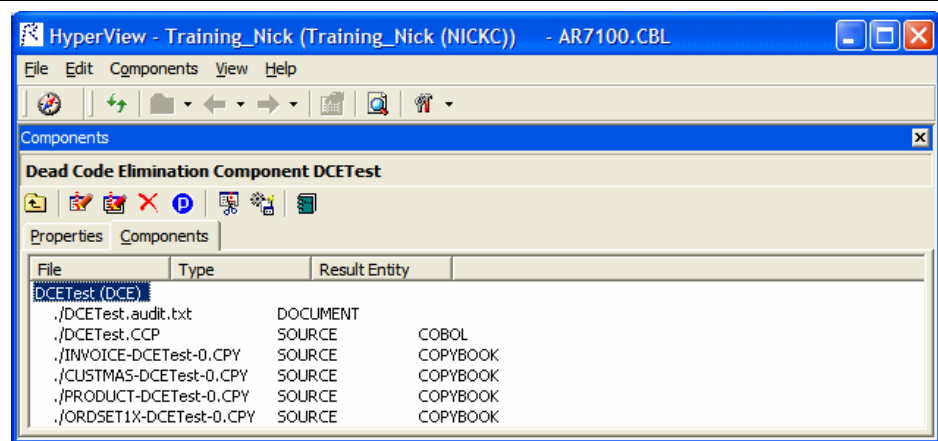 HyperView - Training_Nick (Training_Nick (NICKC)) - AR7100.CBL
File Edit Components View Help
Components
Dead Code Elimination Component DCETest
Properties Components
File Type Result Entity
DCETest (DCE)
./DCETest.audit.txt DOCUMENT
./DCETest.CCP SOURCE COBOL
./INVOICE-DCETest-0.CPY SOURCE COPYBOOK
./CUSTMAS-DCETest-0.CPY SOURCE COPYBOOK
./PRODUCT-DCETest-0.CPY SOURCE COPYBOOK
./ORDSET1X-DCETest-0.CPY SOURCE COPYBOOK